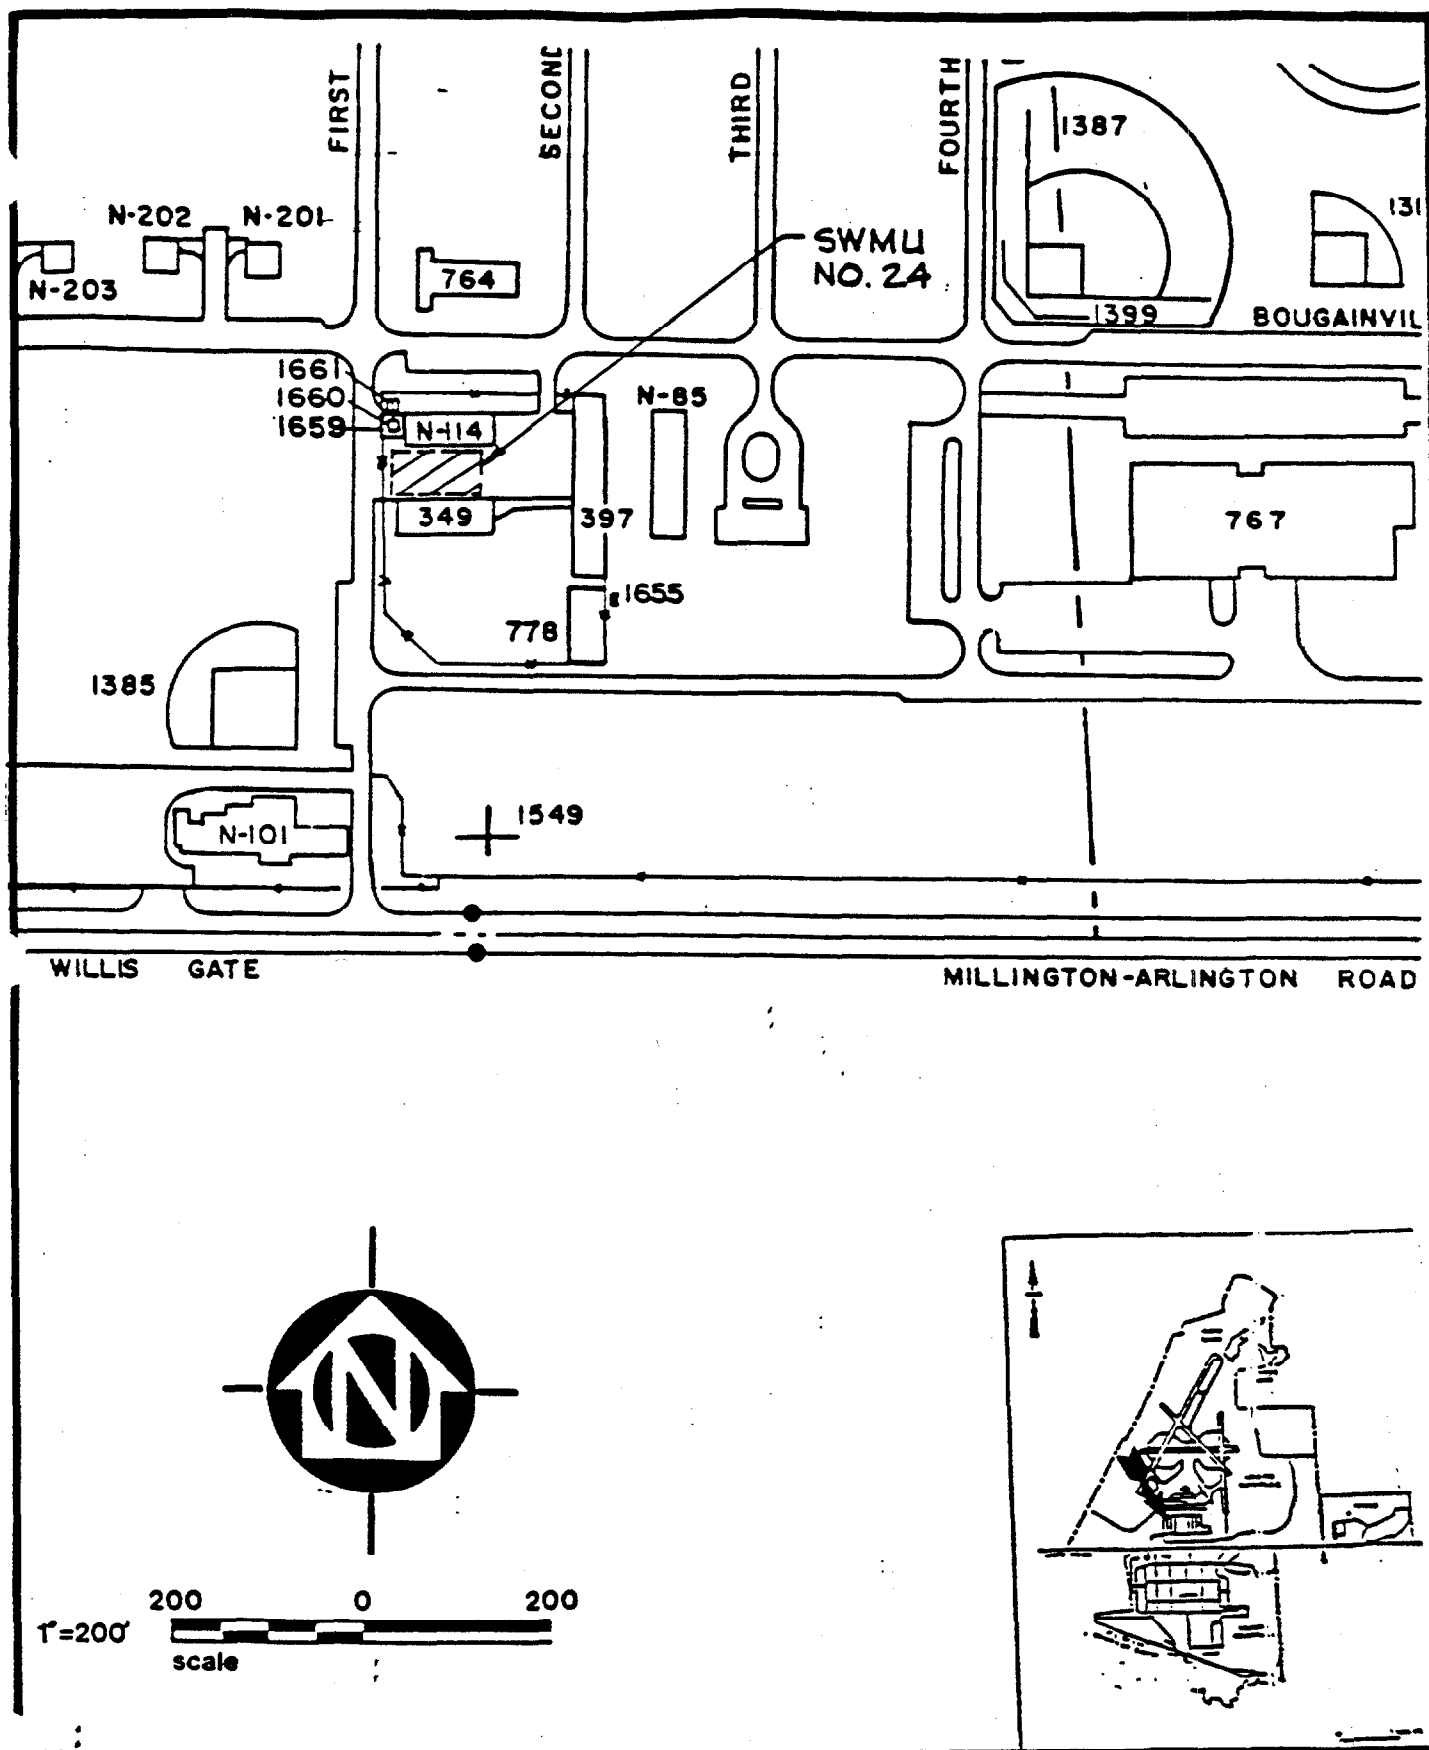 FIRST
SECOND
THIRD
FOURTH
1387
N-202
N-201
131
SWMU
NO. 24
764
N-203
1399
BOUGAINVIL
1661
1660
1659
N-85
N-114
349
397
767
1655
778
1385
1549
N-101
WILLIS GATE
MILLINGTON-ARLINGTON ROAD
N
200 0 200
1"=200'
scale